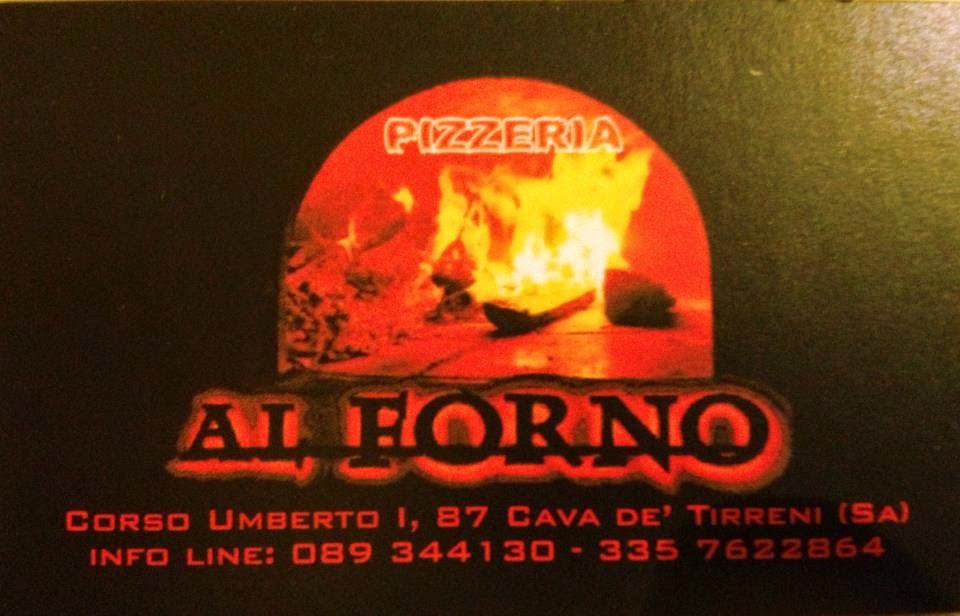 PIZZERIA
AL FORNO
CORSO UMBERTO I, 87 CAVA DE' TIRRENI (SA)
INFO LINE: 089 344130 - 335 7622864